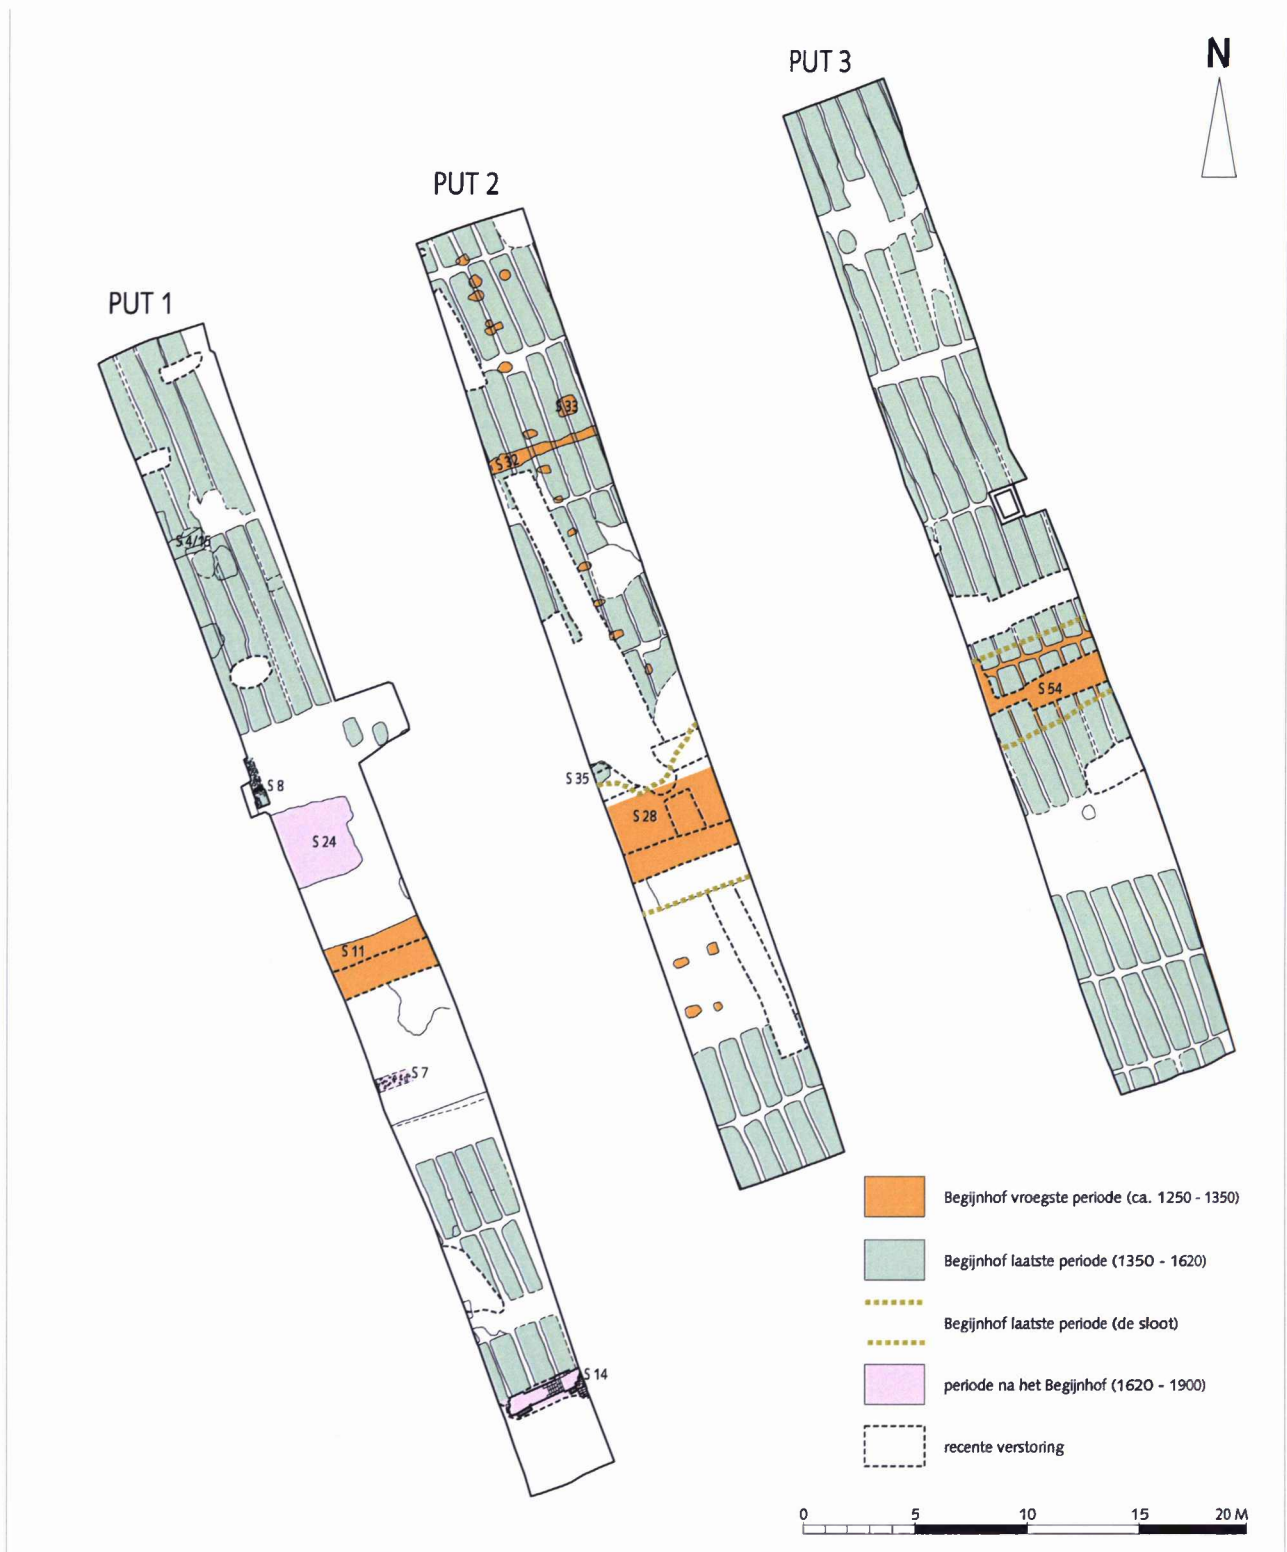 PUT 3
N
PUT 2
PUT 1
S 33
S 32
S 4/15
S 54
S 35
S 8
S 28
S 24
S 11
S 7
S 14
Begijnhof vroegste periode (ca. 1250 - 1350)
Begijnhof laatste periode (1350 - 1620)
Begijnhof laatste periode (de sloot)
periode na het Begijnhof (1620 - 1900)
recente verstoring
0 5 10 15 20 M